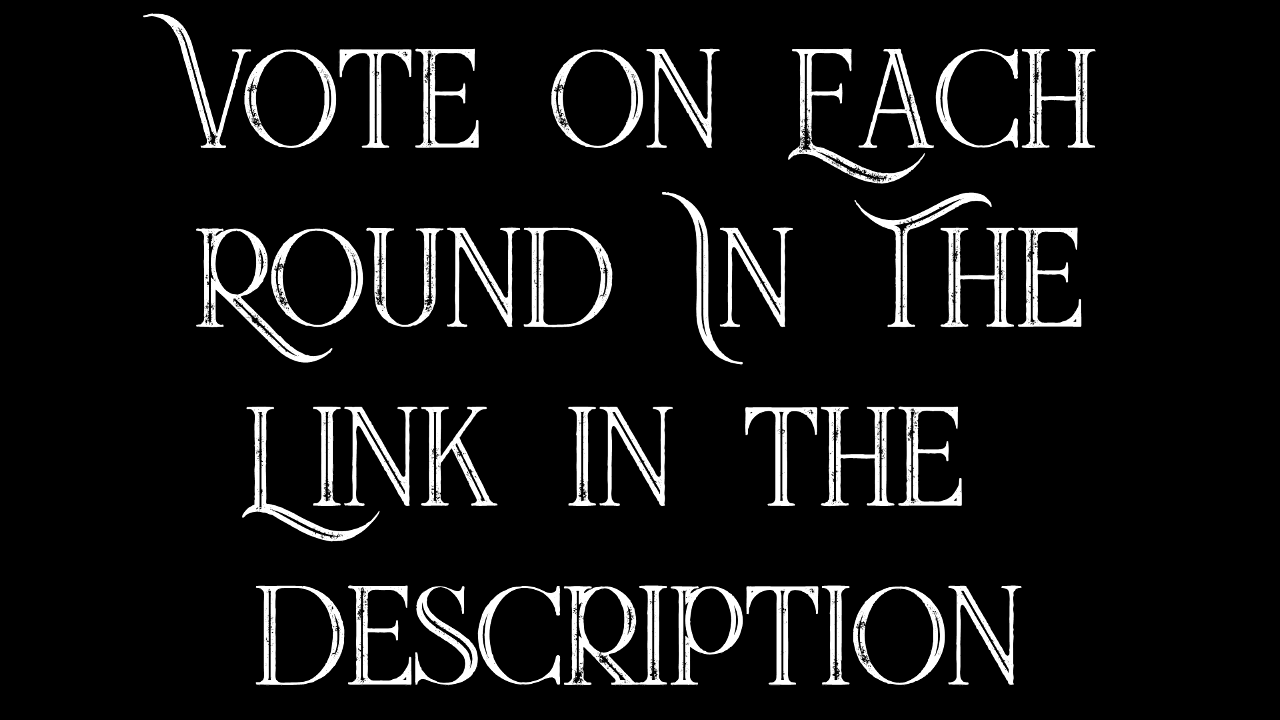 VOTE ON EACH
ROUND IN THE
LINK IN THE
DESCRIPTION